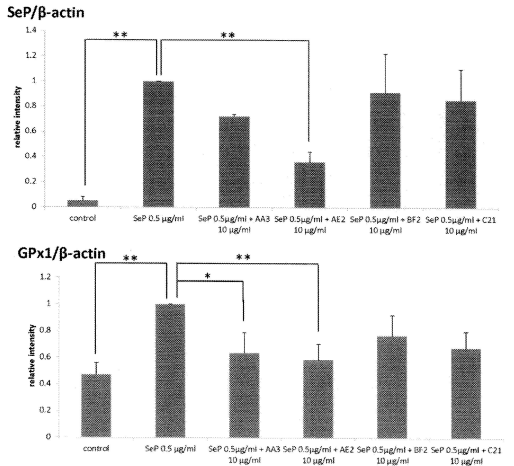 SeP/β-actin
1.4
1.2
1
0.8
0.6
0.4
0.2
0
relative intensity
**
**
control
SeP 0.5 μg/ml
SeP 0.5μg/ml + AA3
10 μg/ml
SeP 0.5μg/ml + AE2
10 μg/ml
SeP 0.5μg/ml + BF2
10 μg/ml
SeP 0.5μg/ml + C21
10 μg/ml
GPx1/β-actin
1.2
1
0.8
0.6
0.4
0.2
0
relative intensity
**
**
*
control
SeP 0.5 μg/ml
SeP 0.5μg/ml + AA3
10 μg/ml
SeP 0.5μg/ml + AE2
10 μg/ml
SeP 0.5μg/ml + BF2
10 μg/ml
SeP 0.5μg/ml + C21
10 μg/ml